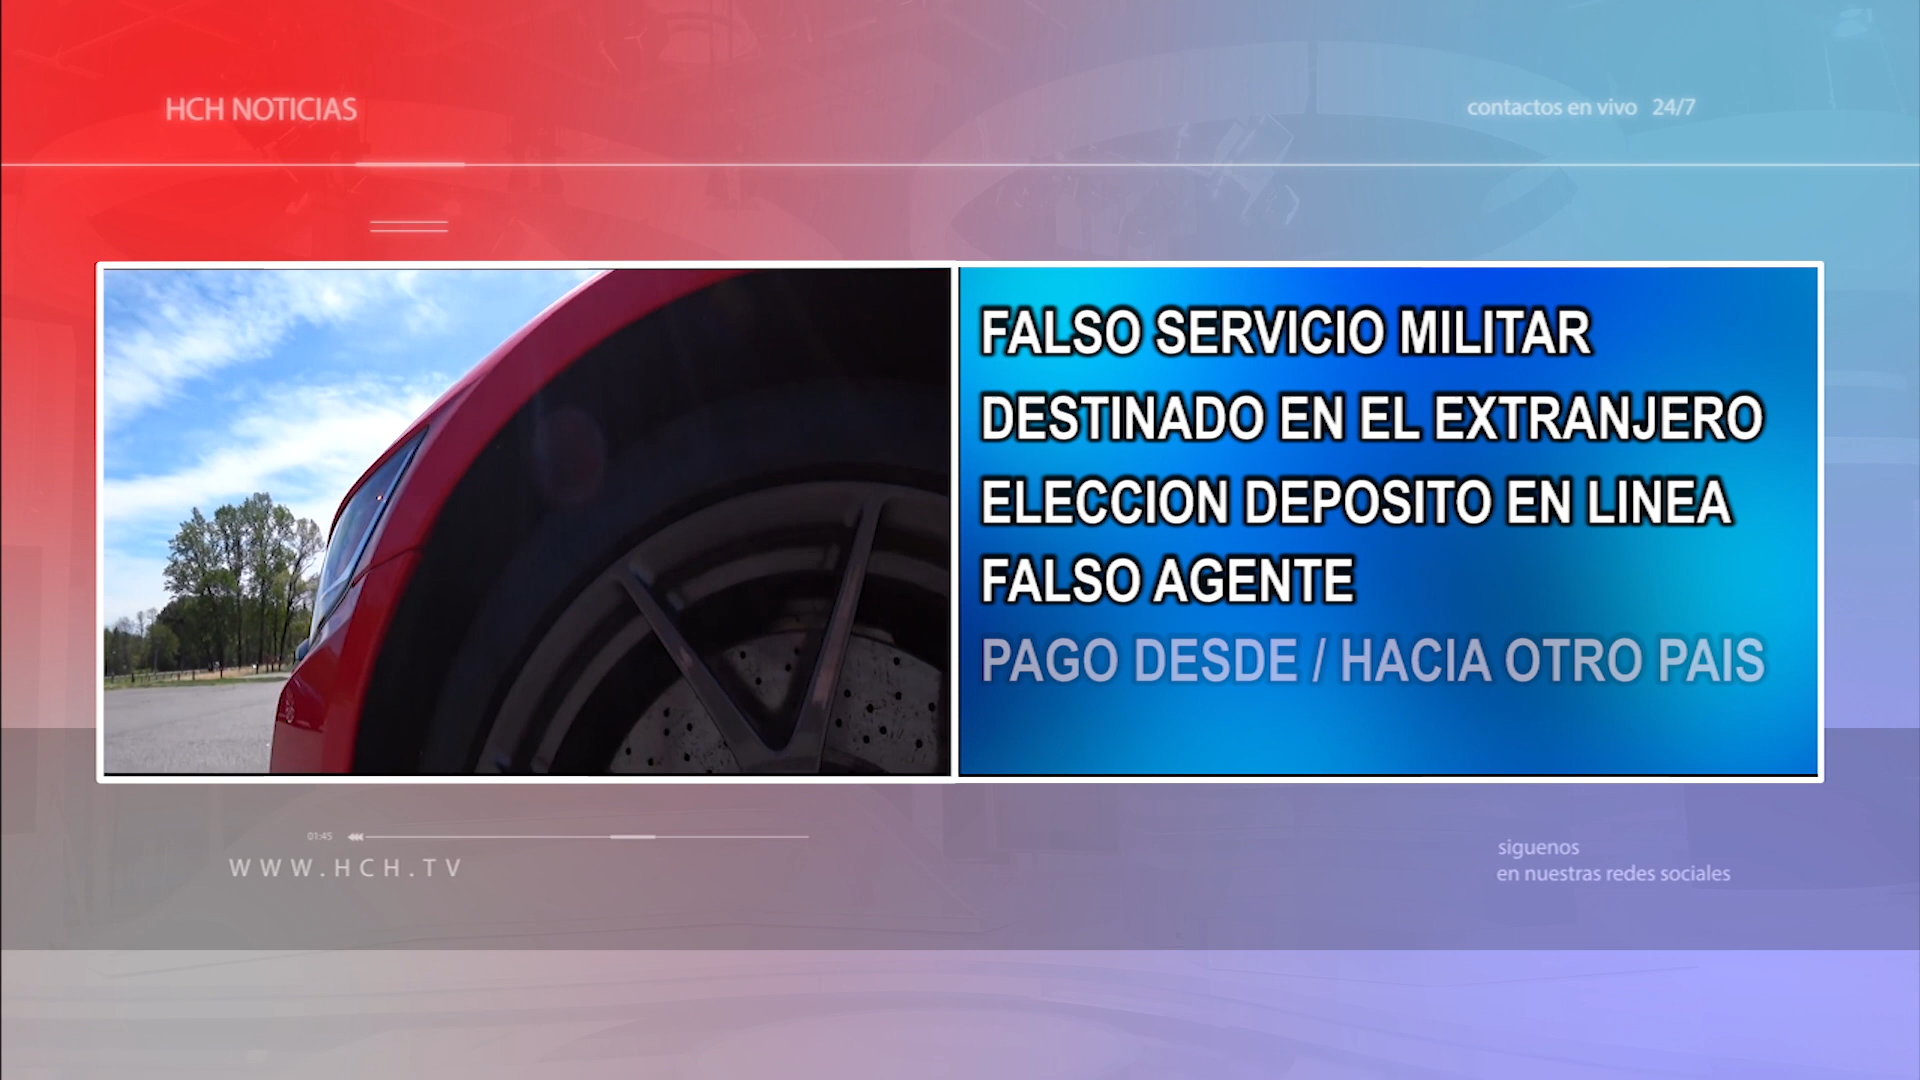 HCH NOTICIAS
contactos en vivo 24/7
FALSO SERVICIO MILITAR
DESTINADO EN EL EXTRANJERO
ELECCION DEPOSITO EN LINEA
FALSO AGENTE
PAGO DESDE / HACIA OTRO PAIS
01:45
WWW.HCH.TV
siguenos
en nuestras redes sociales